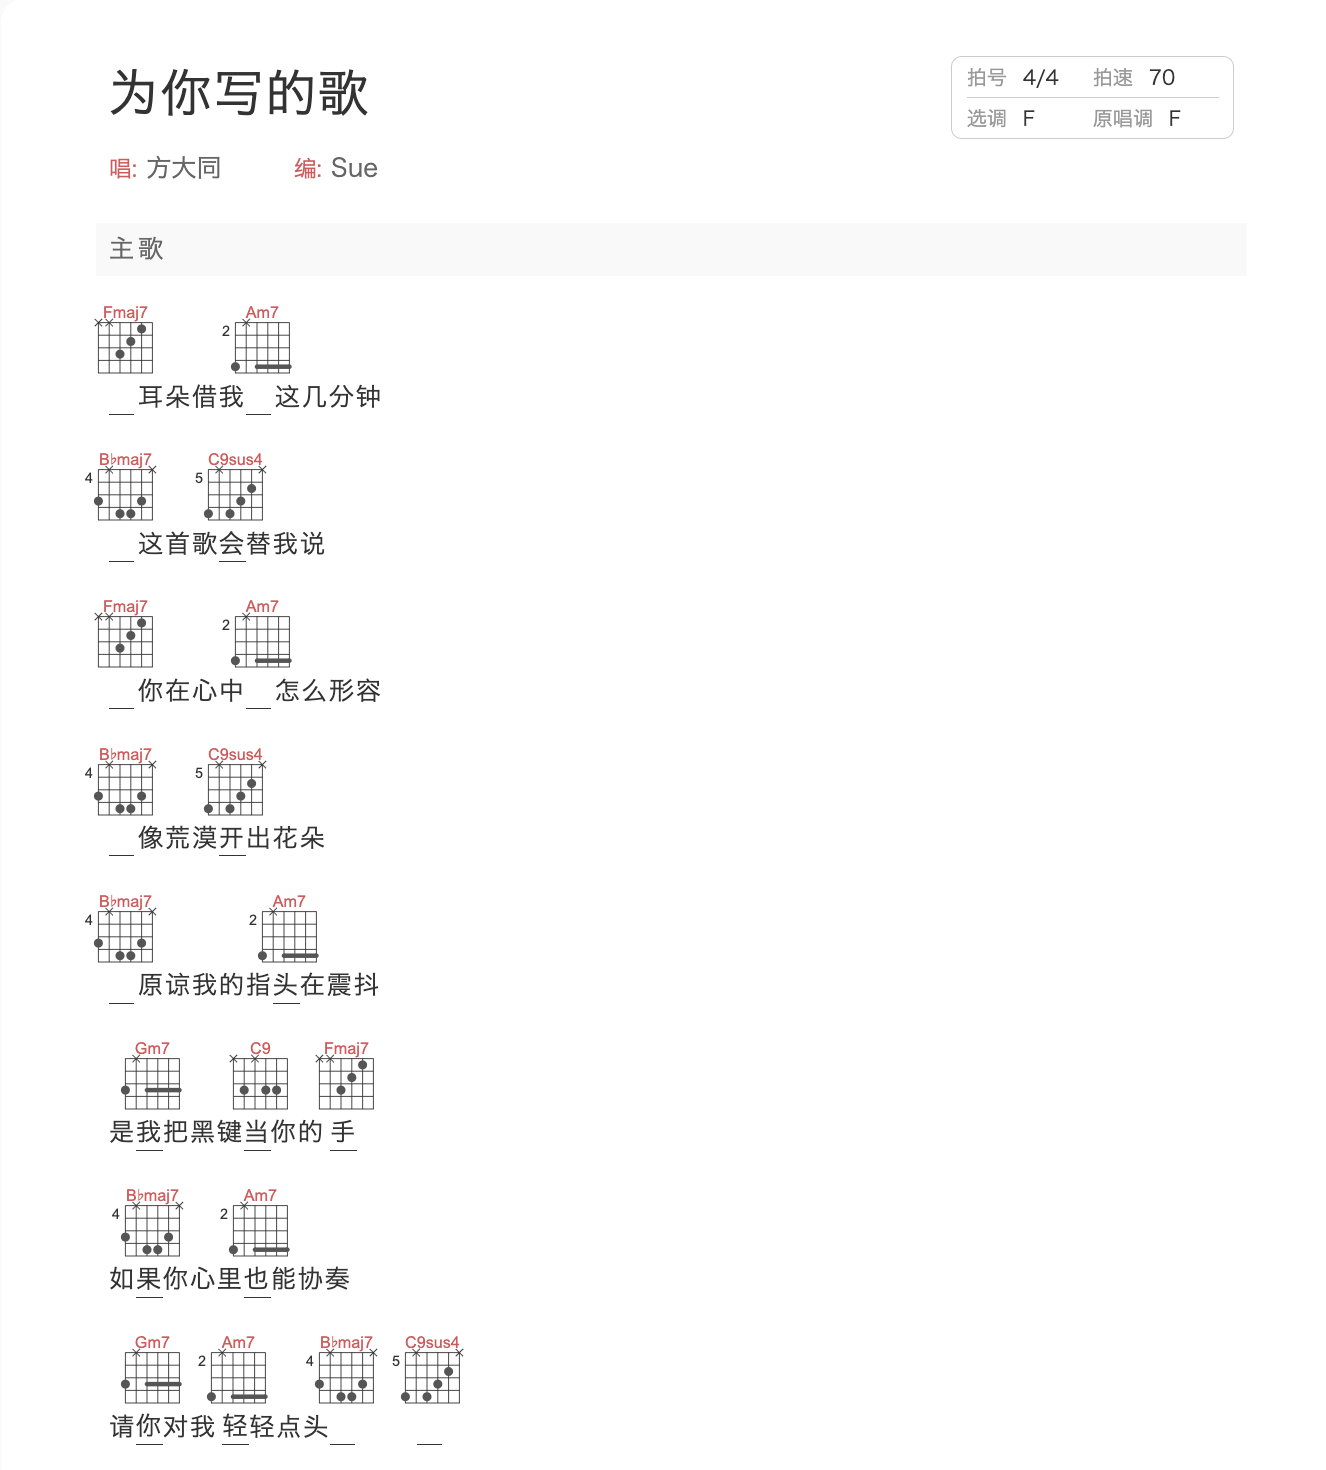 为你写的歌
拍号 4/4 拍速 70
选调 F 原唱调 F
唱: 方大同 编: Sue
主歌
Fmaj7 Am7
2
耳朵借我 这几分钟
B♭maj7 C9sus4
4 5
这首歌会替我说
Fmaj7 Am7
2
你在心中 怎么形容
B♭maj7 C9sus4
4 5
像荒漠开出花朵
B♭maj7 Am7
4 2
原谅我的指头在震抖
Gm7 C9 Fmaj7
是我把黑键当你的 手
B♭maj7 Am7
4 2
如果你心里也能协奏
Gm7 Am7 B♭maj7 C9sus4
2 4 5
请你对我 轻轻点头